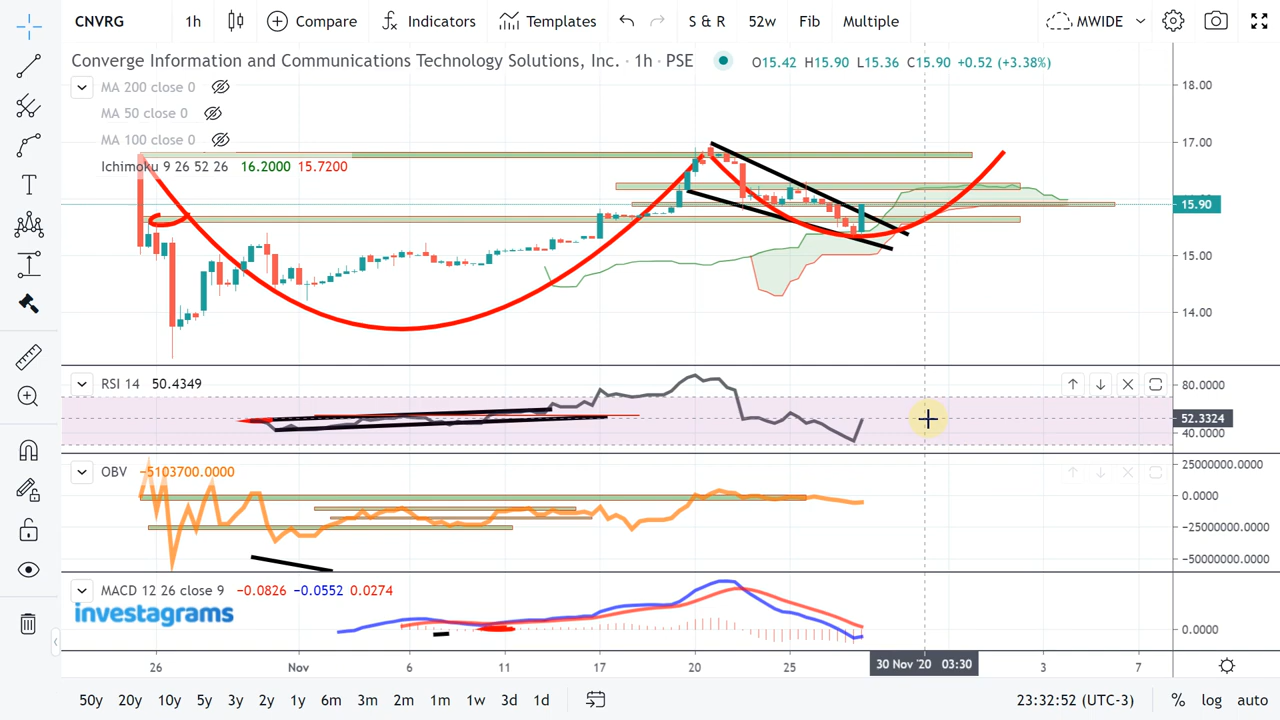 CNVRG 1h Compare Indicators Templates S & R 52w Fib Multiple MWIDE
Converge Information and Communications Technology Solutions, Inc. · 1h · PSE O15.42 H15.90 L15.36 C15.90 +0.52 (+3.38%)
MA 200 close 0
MA 50 close 0
MA 100 close 0
Ichimoku 9 26 52 26 16.2000 15.7200
18.00
17.00
16.00
15.90
15.00
14.00
RSI 14 50.4349
80.0000
52.3324
40.0000
OBV −5103700.0000
25000000.0000
0.0000
−25000000.0000
−50000000.0000
MACD 12 26 close 9 −0.0826 −0.0552 0.0274
investagrams
0.0000
26 Nov 6 11 17 20 25 30 Nov '20 03:30 3 7
50y 20y 10y 5y 3y 2y 1y 6m 3m 2m 1m 1w 3d 1d 23:32:52 (UTC-3) % log auto